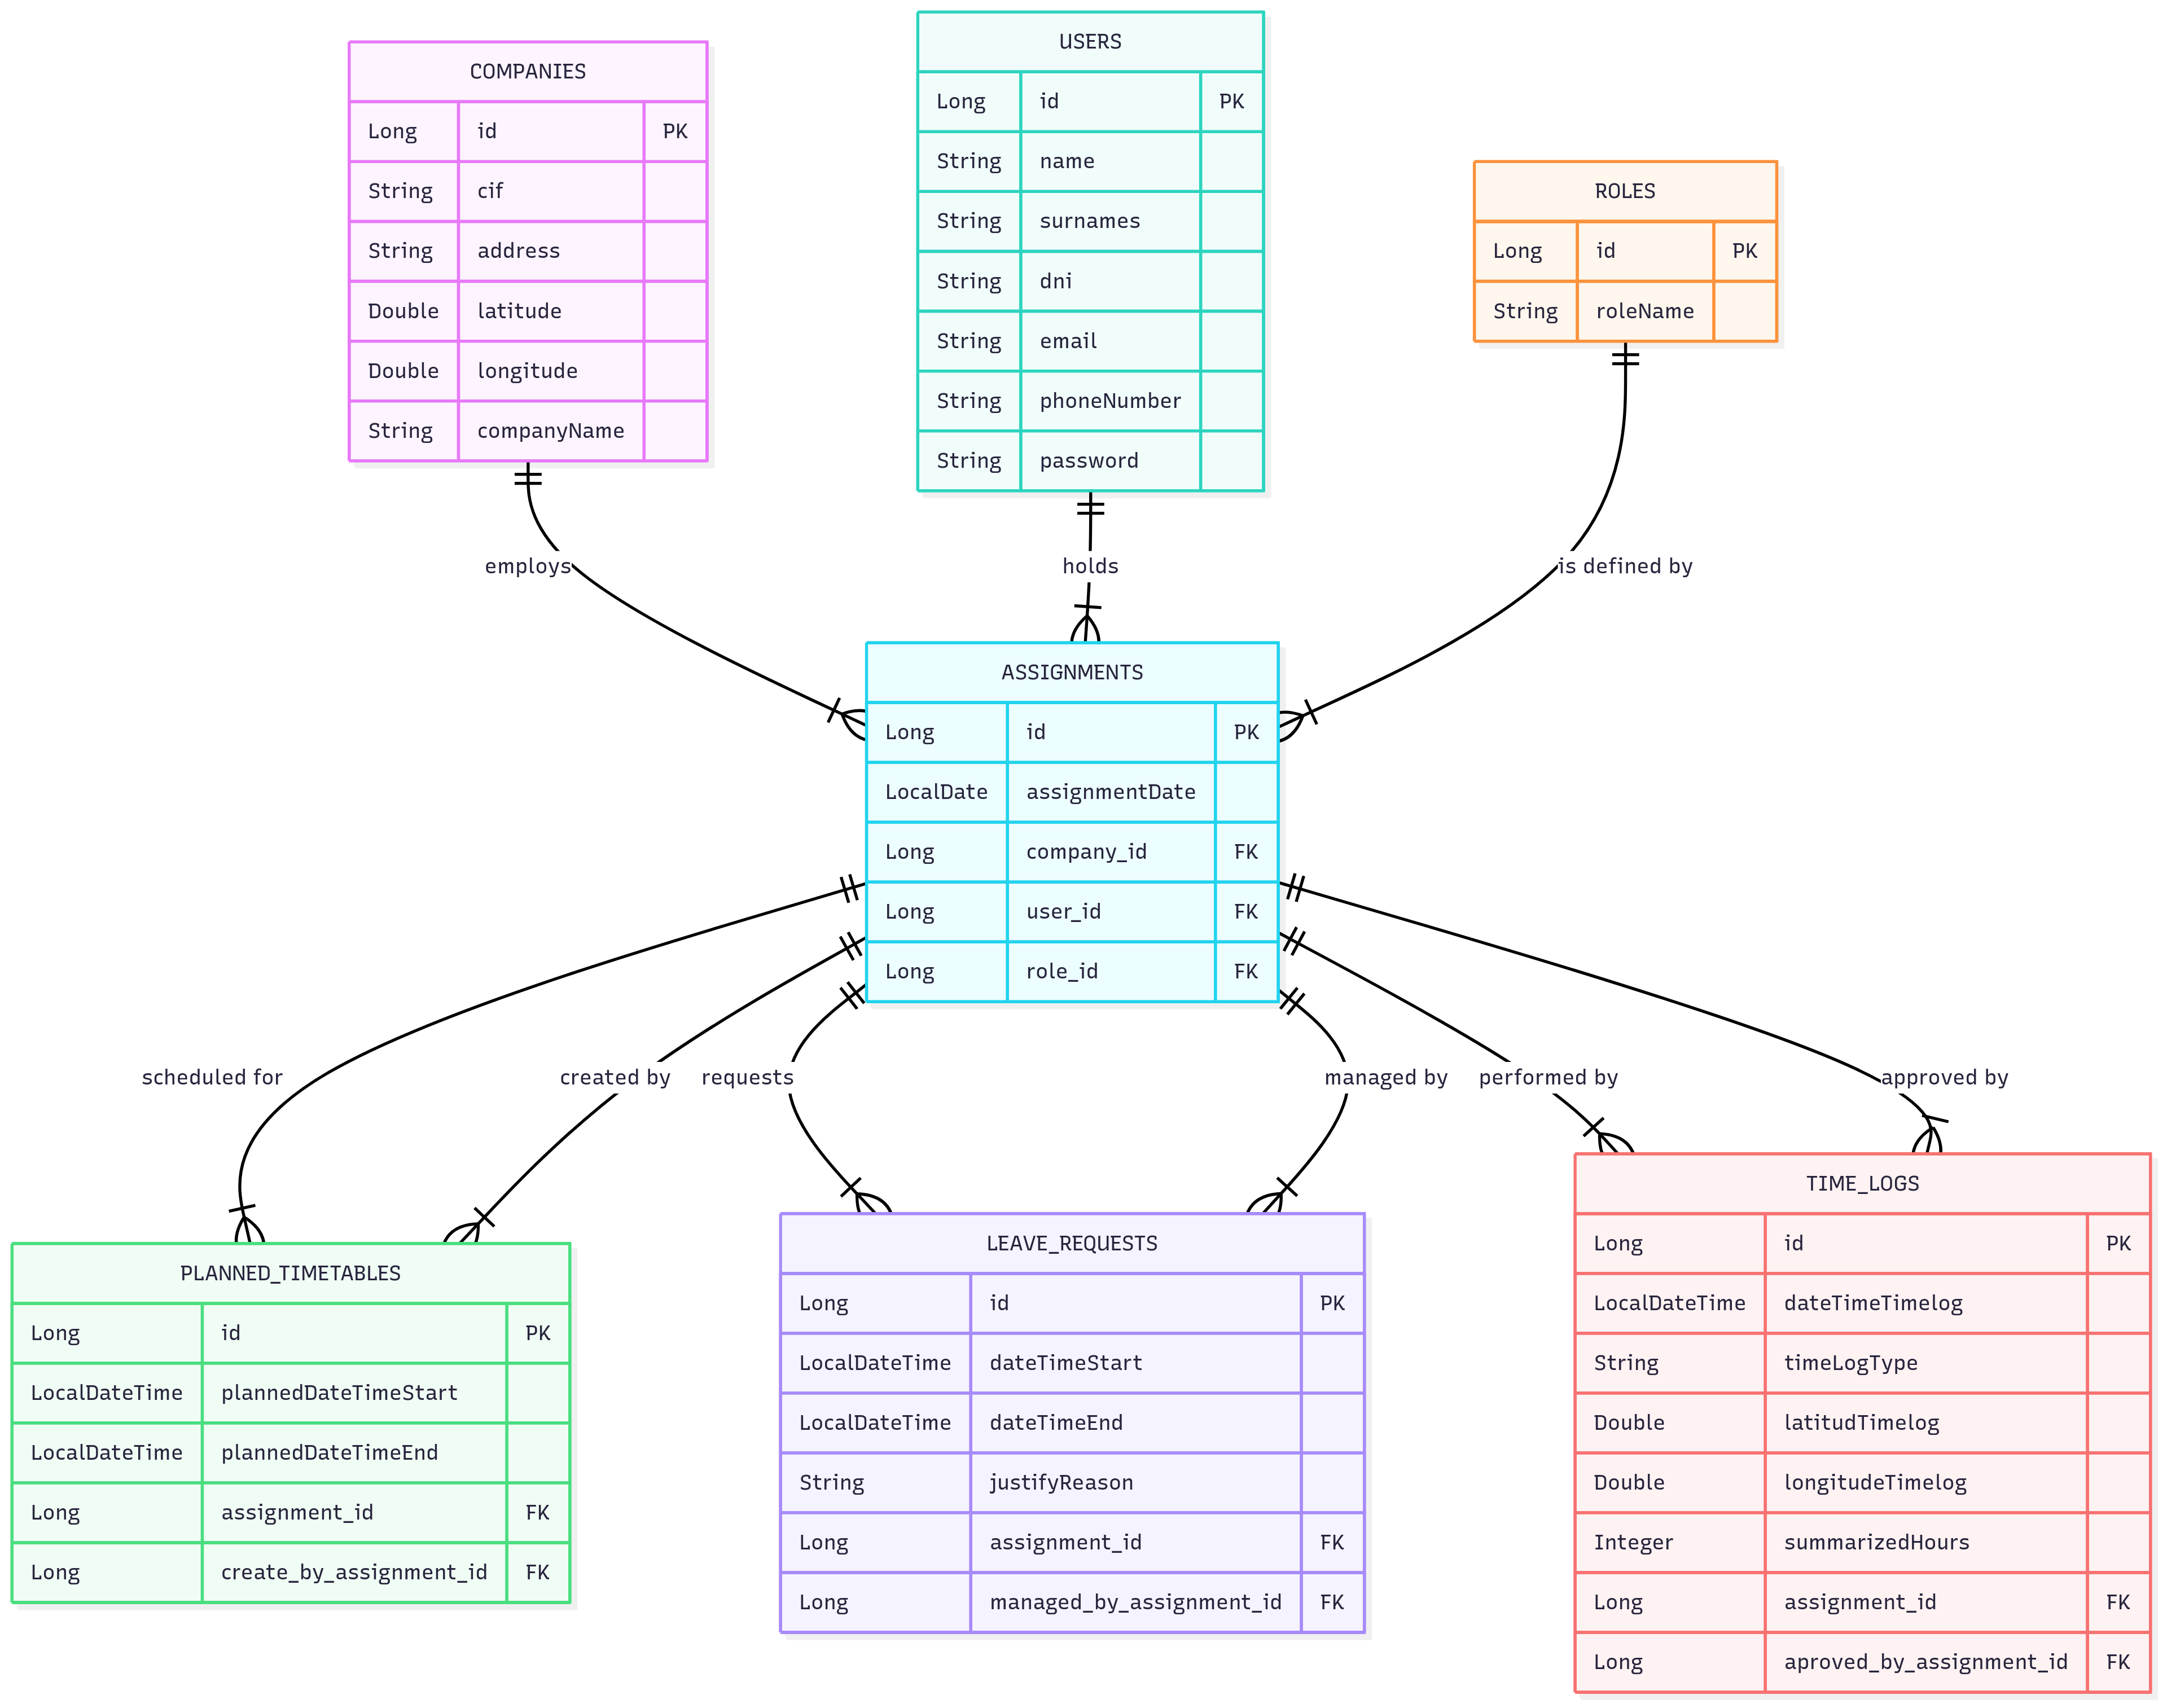 COMPANIES
Long id PK
String cif
String address
Double latitude
Double longitude
String companyName
USERS
Long id PK
String name
String surnames
String dni
String email
String phoneNumber
String password
ROLES
Long id PK
String roleName
employs
holds
is defined by
ASSIGNMENTS
Long id PK
LocalDate assignmentDate
Long company_id FK
Long user_id FK
Long role_id FK
scheduled for
created by
requests
managed by
performed by
approved by
PLANNED_TIMETABLES
Long id PK
LocalDateTime plannedDateTimeStart
LocalDateTime plannedDateTimeEnd
Long assignment_id FK
Long create_by_assignment_id FK
LEAVE_REQUESTS
Long id PK
LocalDateTime dateTimeStart
LocalDateTime dateTimeEnd
String justifyReason
Long assignment_id FK
Long managed_by_assignment_id FK
TIME_LOGS
Long id PK
LocalDateTime dateTimeTimelog
String timeLogType
Double latitudTimelog
Double longitudeTimelog
Integer summarizedHours
Long assignment_id FK
Long aproved_by_assignment_id FK